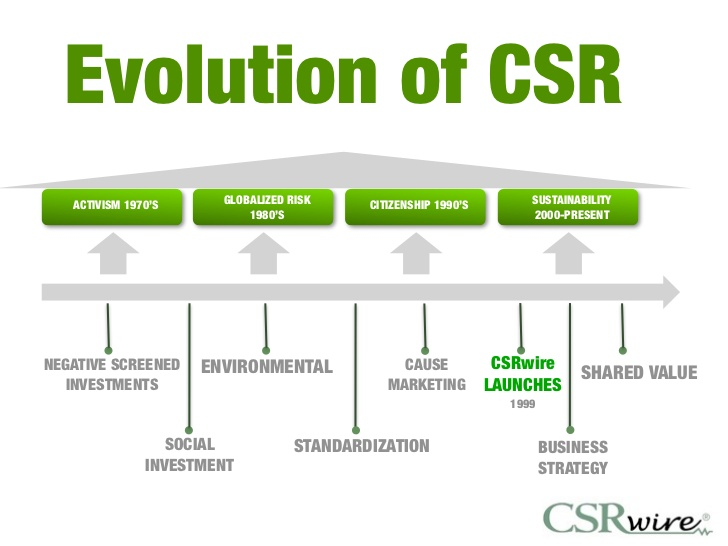 Evolution of CSR
ACTIVISM 1970'S
GLOBALIZED RISK
1980'S
CITIZENSHIP 1990'S
SUSTAINABILITY
2000-PRESENT
NEGATIVE SCREENED
INVESTMENTS
ENVIRONMENTAL
CAUSE
MARKETING
CSRwire
LAUNCHES
1999
SHARED VALUE
SOCIAL
INVESTMENT
STANDARDIZATION
BUSINESS
STRATEGY
CSRwire®